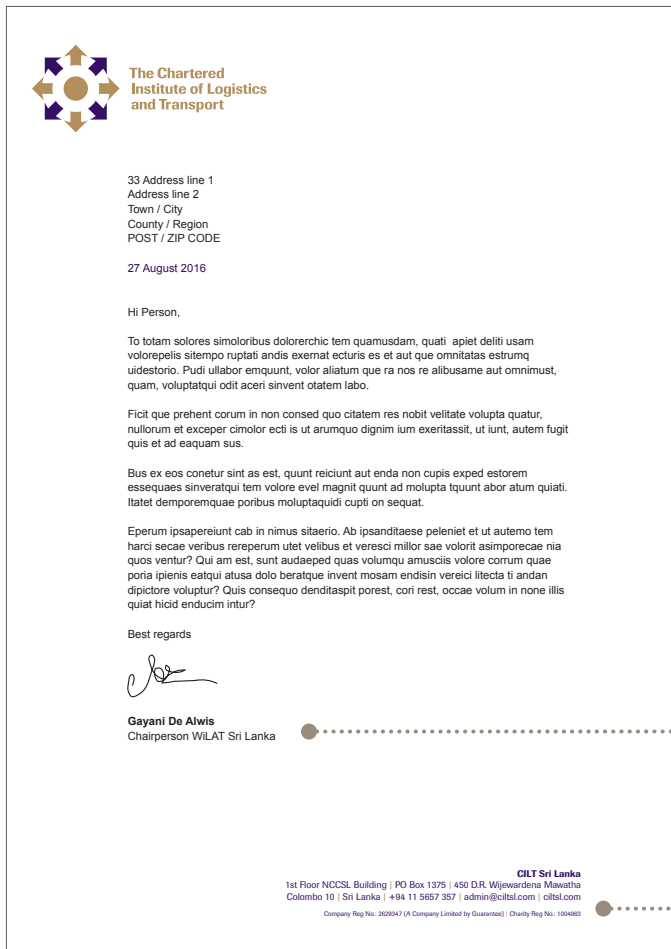 The Chartered
Institute of Logistics
and Transport
33 Address line 1
Address line 2
Town / City
County / Region
POST / ZIP CODE
27 August 2016
Hi Person,
To totam solores simoloribus dolorerchic tem quamusdam, quati  apiet deliti usam
volorepelis sitempo ruptati andis exernat ecturis es et aut que omnitatas estrumq
uidestorio. Pudi ullabor emquunt, volor aliatum que ra nos re alibusame aut omnimust,
quam, voluptatqui odit aceri sinvent otatem labo.
Ficit que prehent corum in non consed quo citatem res nobit velitate volupta quatur,
nullorum et exceper cimolor ecti is ut arumquo dignim ium exeritassit, ut iunt, autem fugit
quis et ad eaquam sus.
Bus ex eos conetur sint as est, quunt reiciunt aut enda non cupis exped estorem
essequaes sinveratqui tem volore evel magnit quunt ad molupta tquunt abor atum quiati.
Itatet demporemquae poribus moluptaquidi cupti on sequat.
Eperum ipsapereiunt cab in nimus sitaerio. Ab ipsanditaese peleniet et ut autemo tem
harci secae veribus rereperum utet velibus et veresci millor sae volorit asimporecae nia
quos ventur? Qui am est, sunt audaeped quas volumqu amusciis volore corrum quae
poria ipienis eatqui atusa dolo beratque invent mosam endisin vereici litecta ti andan
dipictore voluptur? Quis consequo denditaspit porest, cori rest, occae volum in none illis
quiat hicid enducim intur?
Best regards
Gayani De Alwis
Chairperson WiLAT Sri Lanka
CILT Sri Lanka
1st Floor NCCSL Building | PO Box 1375 | 450 D.R. Wijewardena Mawatha
Colombo 10 | Sri Lanka | +94 11 5657 357 | admin@ciltsl.com | ciltsl.com
Company Reg No.: 2629347 (A Company Limited by Guarantee) | Charity Reg No.: 1004963